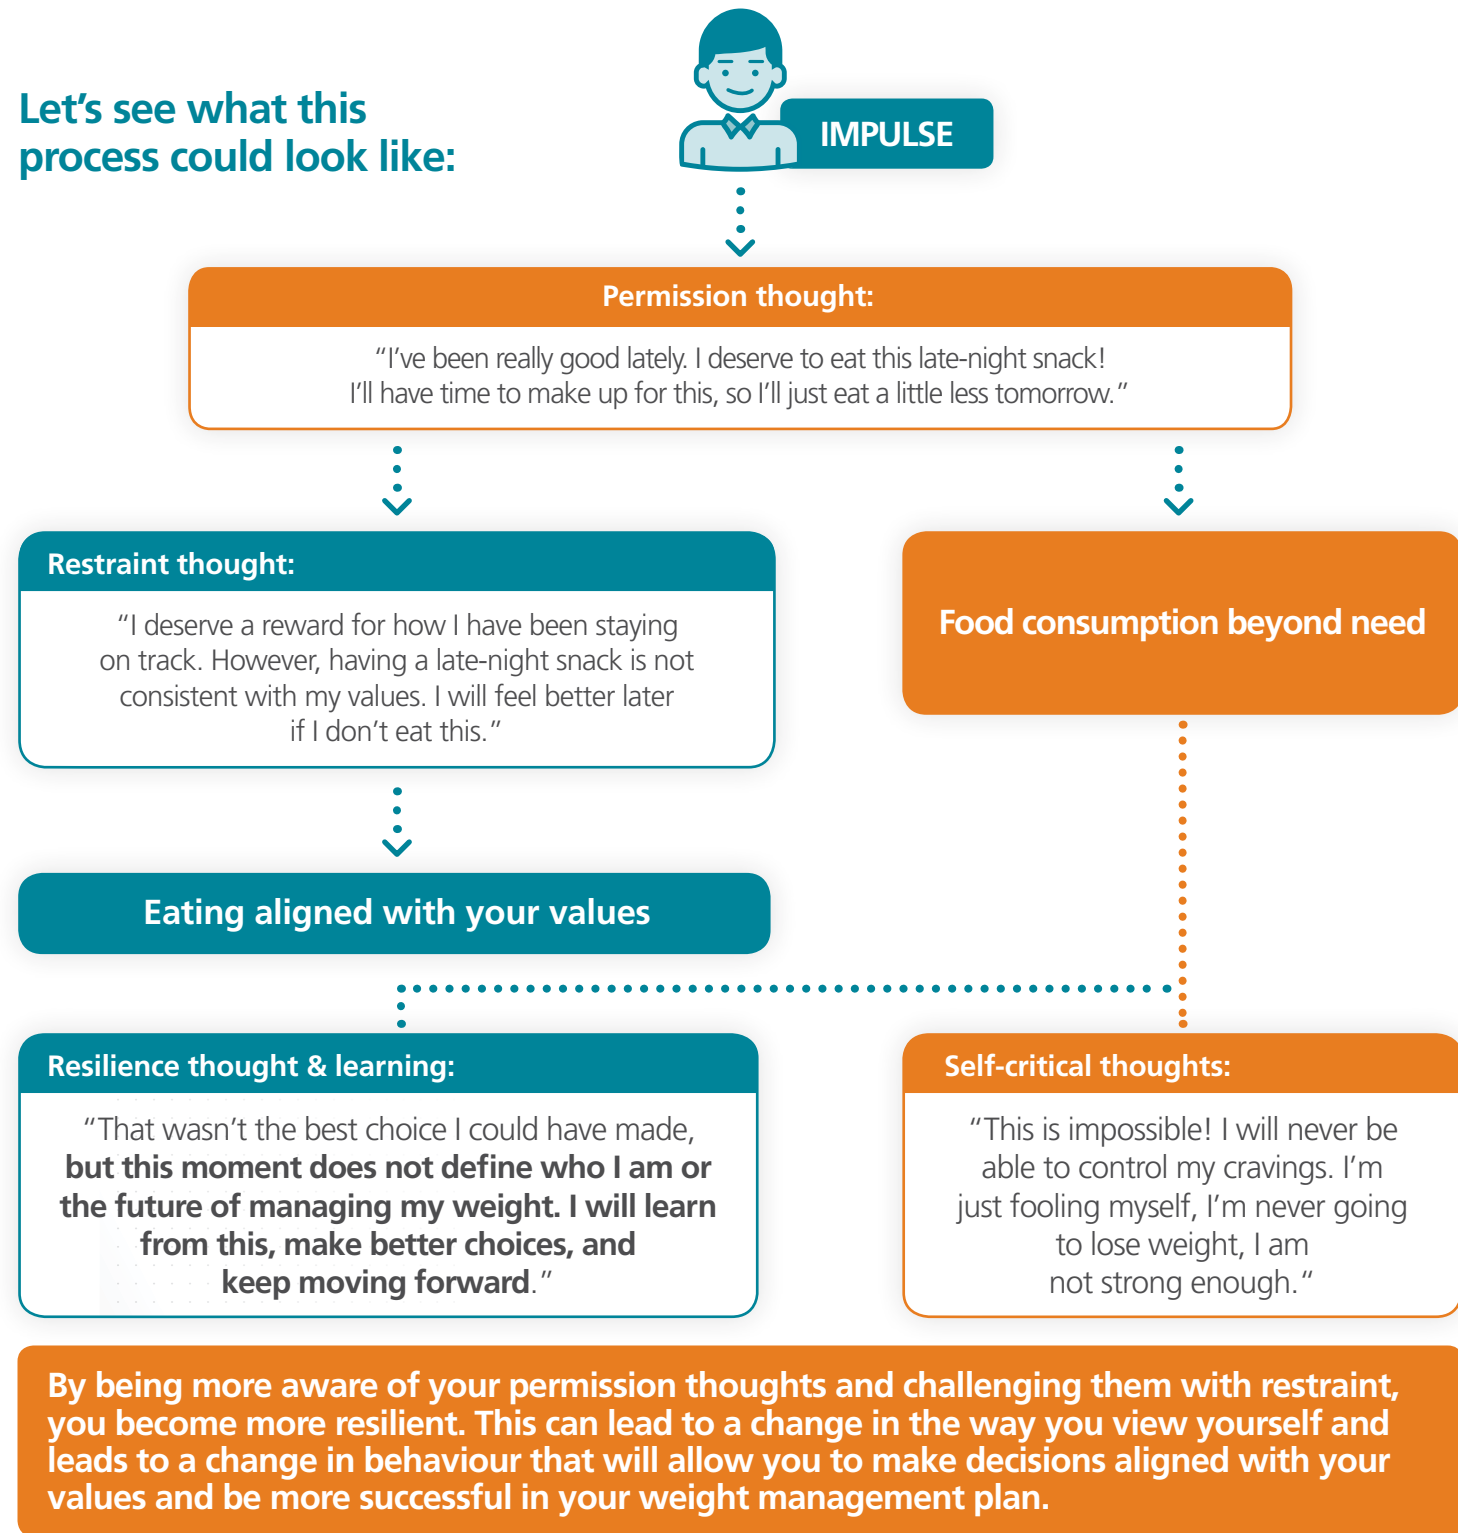 Let's see what this
process could look like:
IMPULSE
Permission thought:
“I've been really good lately. I deserve to eat this late-night snack!
I'll have time to make up for this, so I'll just eat a little less tomorrow.”
Restraint thought:
“I deserve a reward for how I have been staying
on track. However, having a late-night snack is not
consistent with my values. I will feel better later
if I don't eat this.”
Food consumption beyond need
Eating aligned with your values
Resilience thought & learning:
“That wasn't the best choice I could have made,
but this moment does not define who I am or
the future of managing my weight. I will learn
from this, make better choices, and
keep moving forward.”
Self-critical thoughts:
“This is impossible! I will never be
able to control my cravings. I'm
just fooling myself, I'm never going
to lose weight, I am
not strong enough.“
By being more aware of your permission thoughts and challenging them with restraint,
you become more resilient. This can lead to a change in the way you view yourself and
leads to a change in behaviour that will allow you to make decisions aligned with your
values and be more successful in your weight management plan.